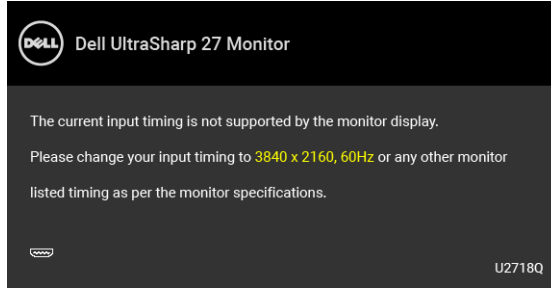 DELL
Dell UltraSharp 27 Monitor
The current input timing is not supported by the monitor display.
Please change your input timing to 3840 x 2160, 60Hz or any other monitor
listed timing as per the monitor specifications.
U2718Q